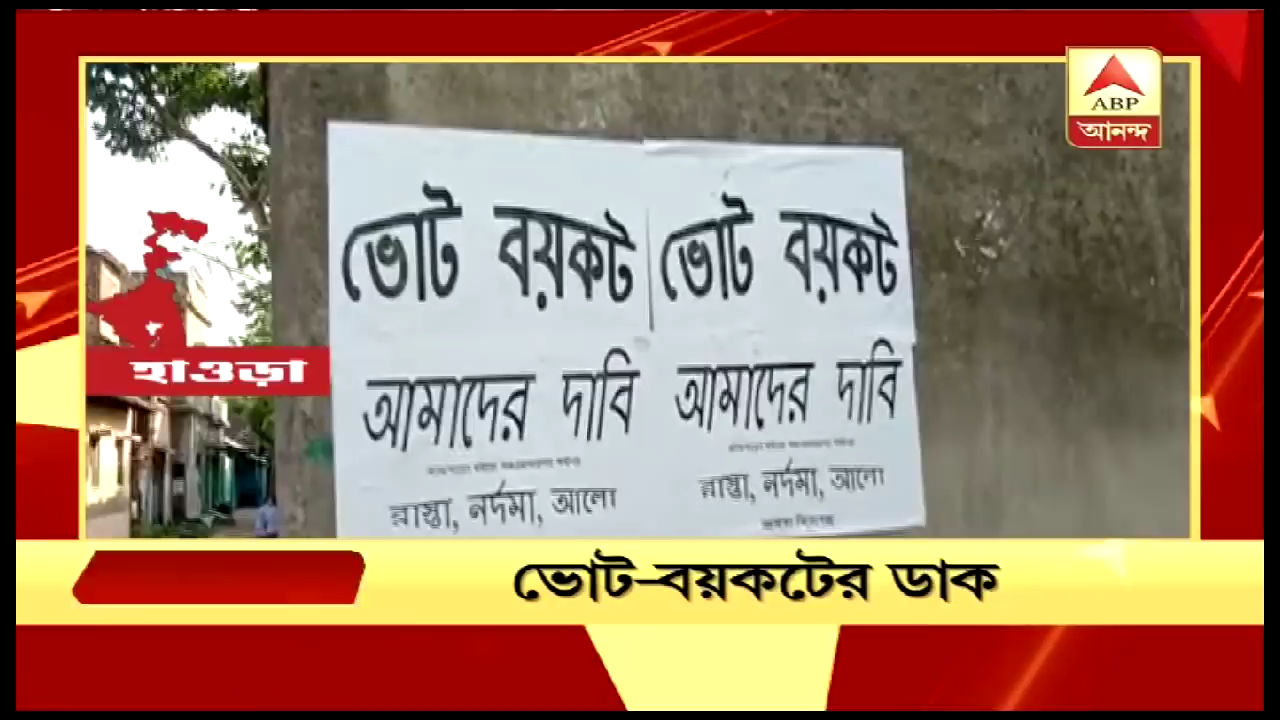 ABP
আনন্দ
ভোট বয়কট
আমাদের দাবি
রাস্তা, নর্দমা, আলো
ভোট বয়কট
আমাদের দাবি
রাস্তা, নর্দমা, আলো
হাওড়া
ভোট-বয়কটের ডাক